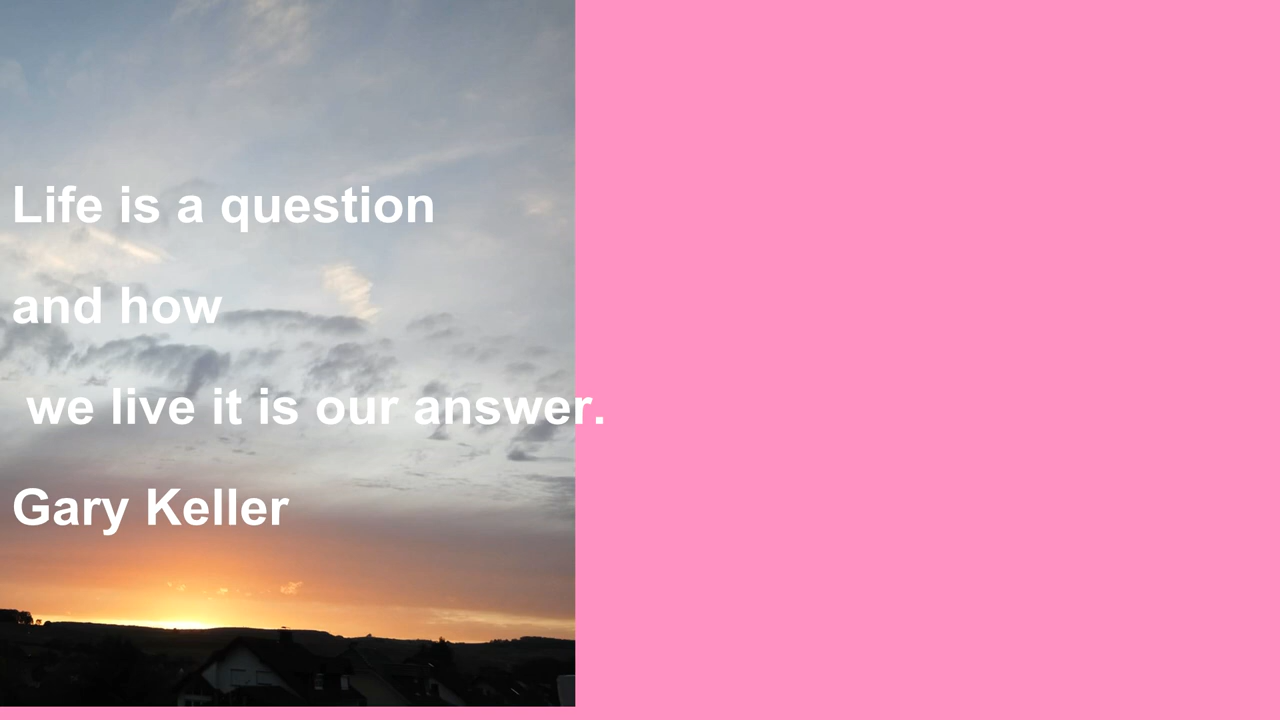 Life is a question
and how
we live it is our answer.
Gary Keller